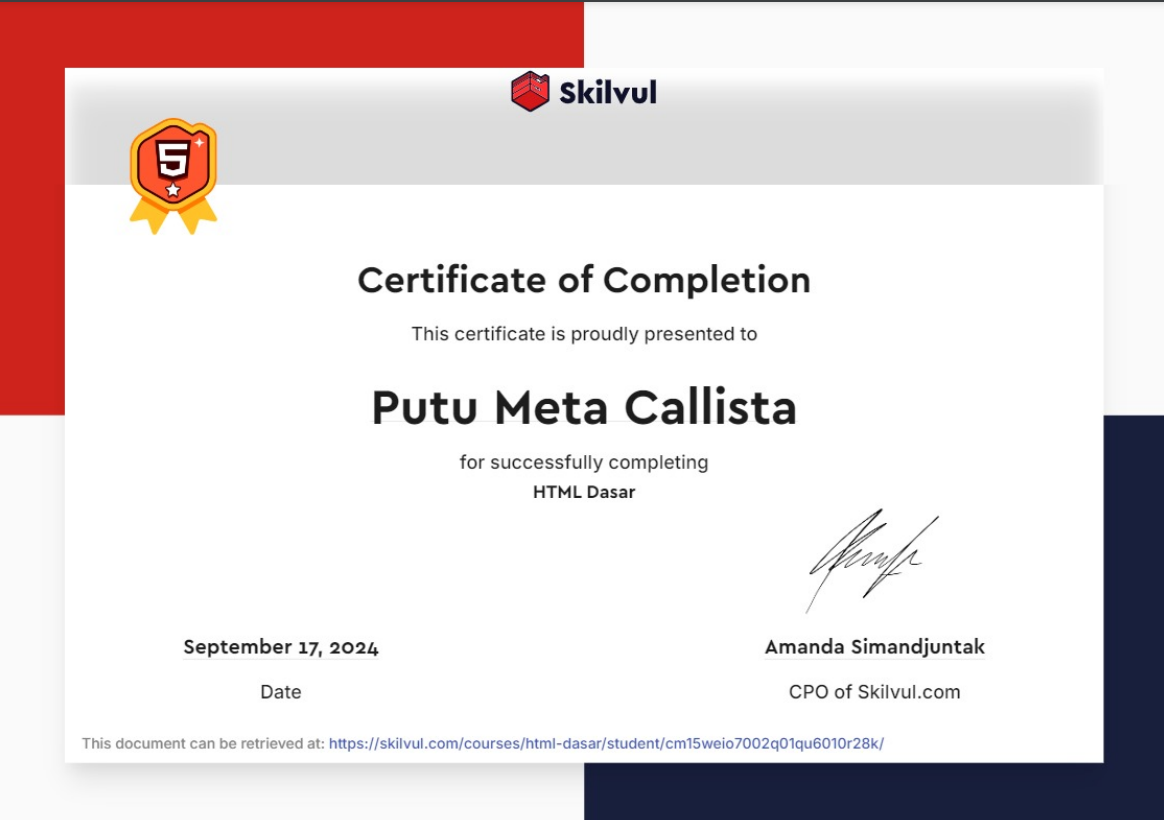 Skilvul
5
Certificate of Completion
This certificate is proudly presented to
Putu Meta Callista
for successfully completing
HTML Dasar
September 17, 2024
Amanda Simandjuntak
Date
CPO of Skilvul.com
This document can be retrieved at: https://skilvul.com/courses/html-dasar/student/cm15weio7002q01qu6010r28k/